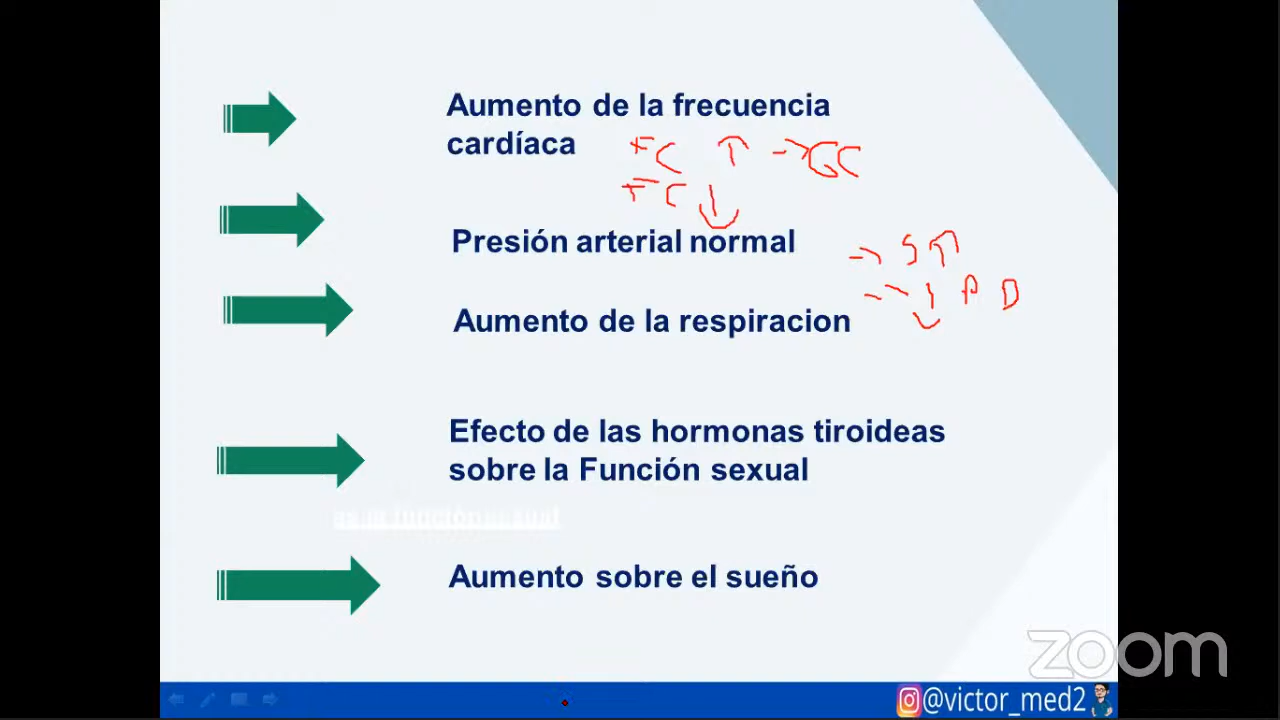 Aumento de la frecuencia
cardíaca
FC ↑ → GC
FC ↓
Presión arterial normal
→ S ↑
→ ↓ P D
Aumento de la respiracion
Efecto de las hormonas tiroideas
sobre la Función sexual
Aumento sobre el sueño
zoom
@victor_med2